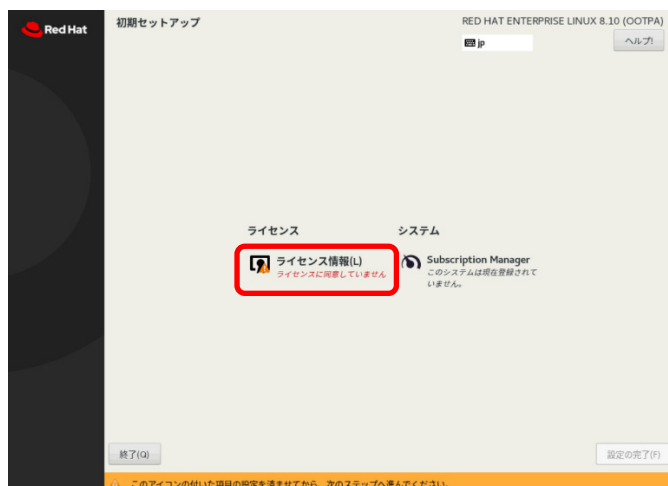 Red Hat
初期セットアップ
RED HAT ENTERPRISE LINUX 8.10 (OOTPA)
jp
ヘルプ!
ライセンス
システム
ライセンス情報(L)
ライセンスに同意していません
Subscription Manager
このシステムは現在登録されて
いません。
終了(Q)
設定の完了(F)
このアイコンの付いた項目の設定を済ませてから、次のステップへ進んでください。